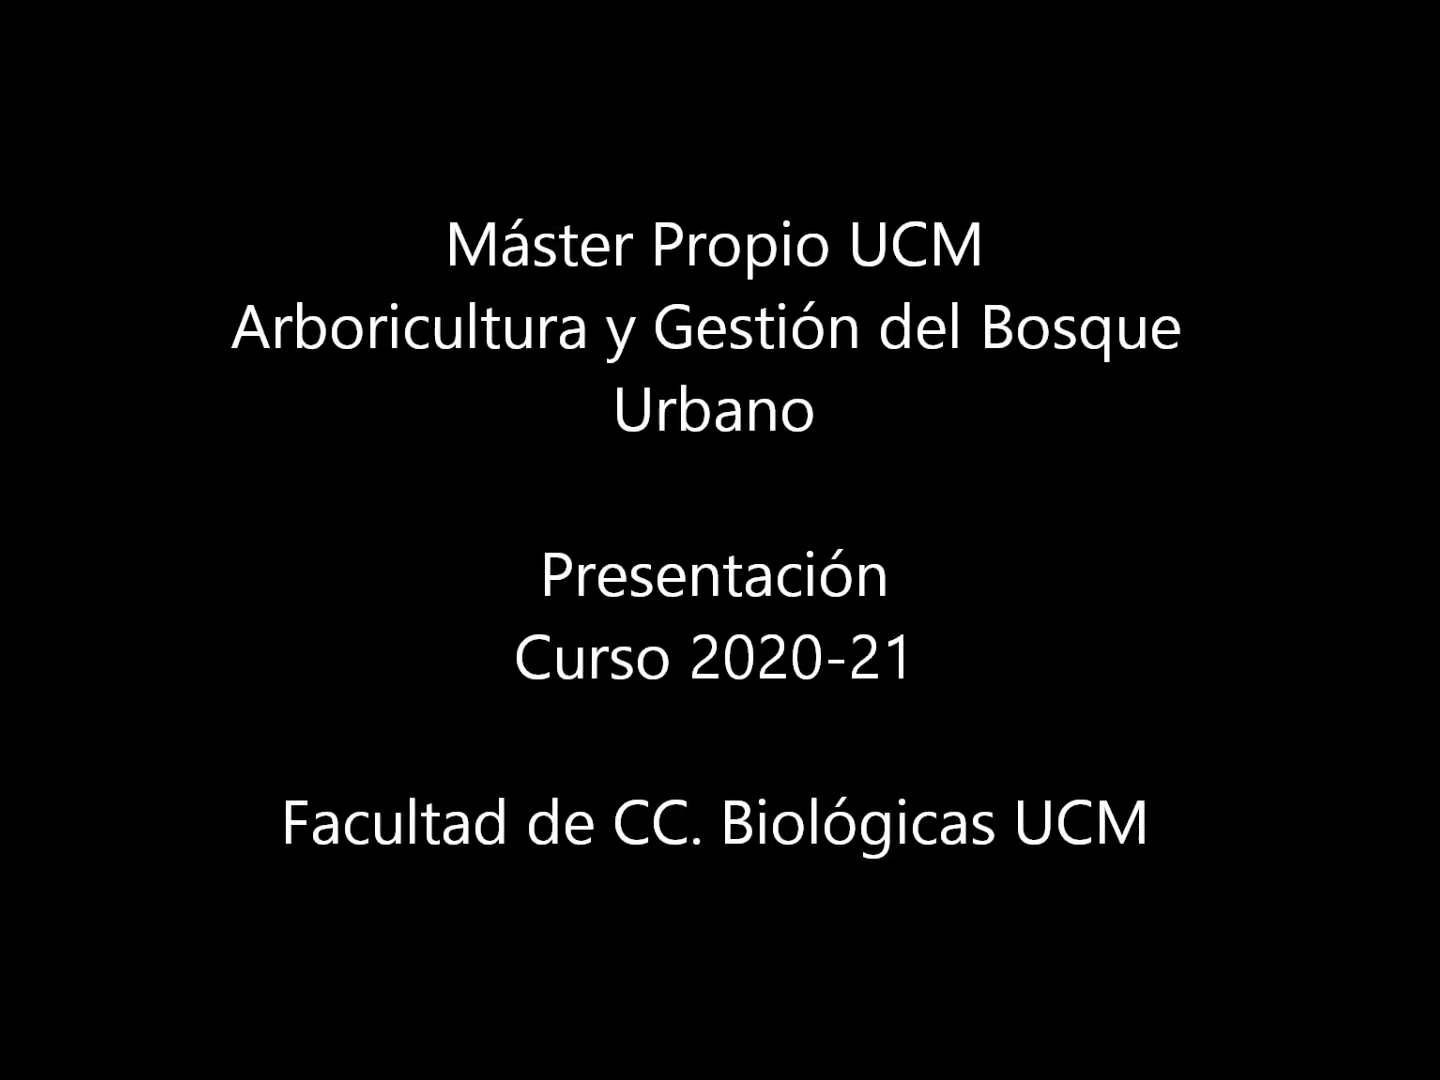 Máster Propio UCM
Arboricultura y Gestión del Bosque
Urbano
Presentación
Curso 2020-21
Facultad de CC. Biológicas UCM